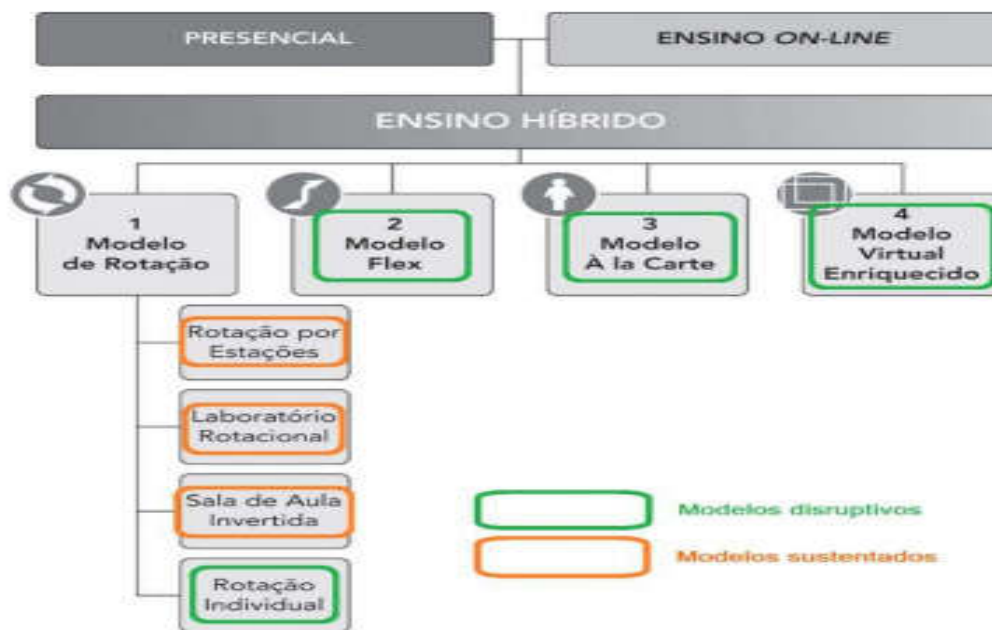 PRESENCIAL
ENSINO ON-LINE
ENSINO HÍBRIDO
1
Modelo
de Rotação
2
Modelo
Flex
3
Modelo
À la Carte
4
Modelo
Virtual
Enriquecido
Rotação por
Estações
Laboratório
Rotacional
Sala de Aula
Invertida
Rotação
Individual
Modelos disruptivos
Modelos sustentados